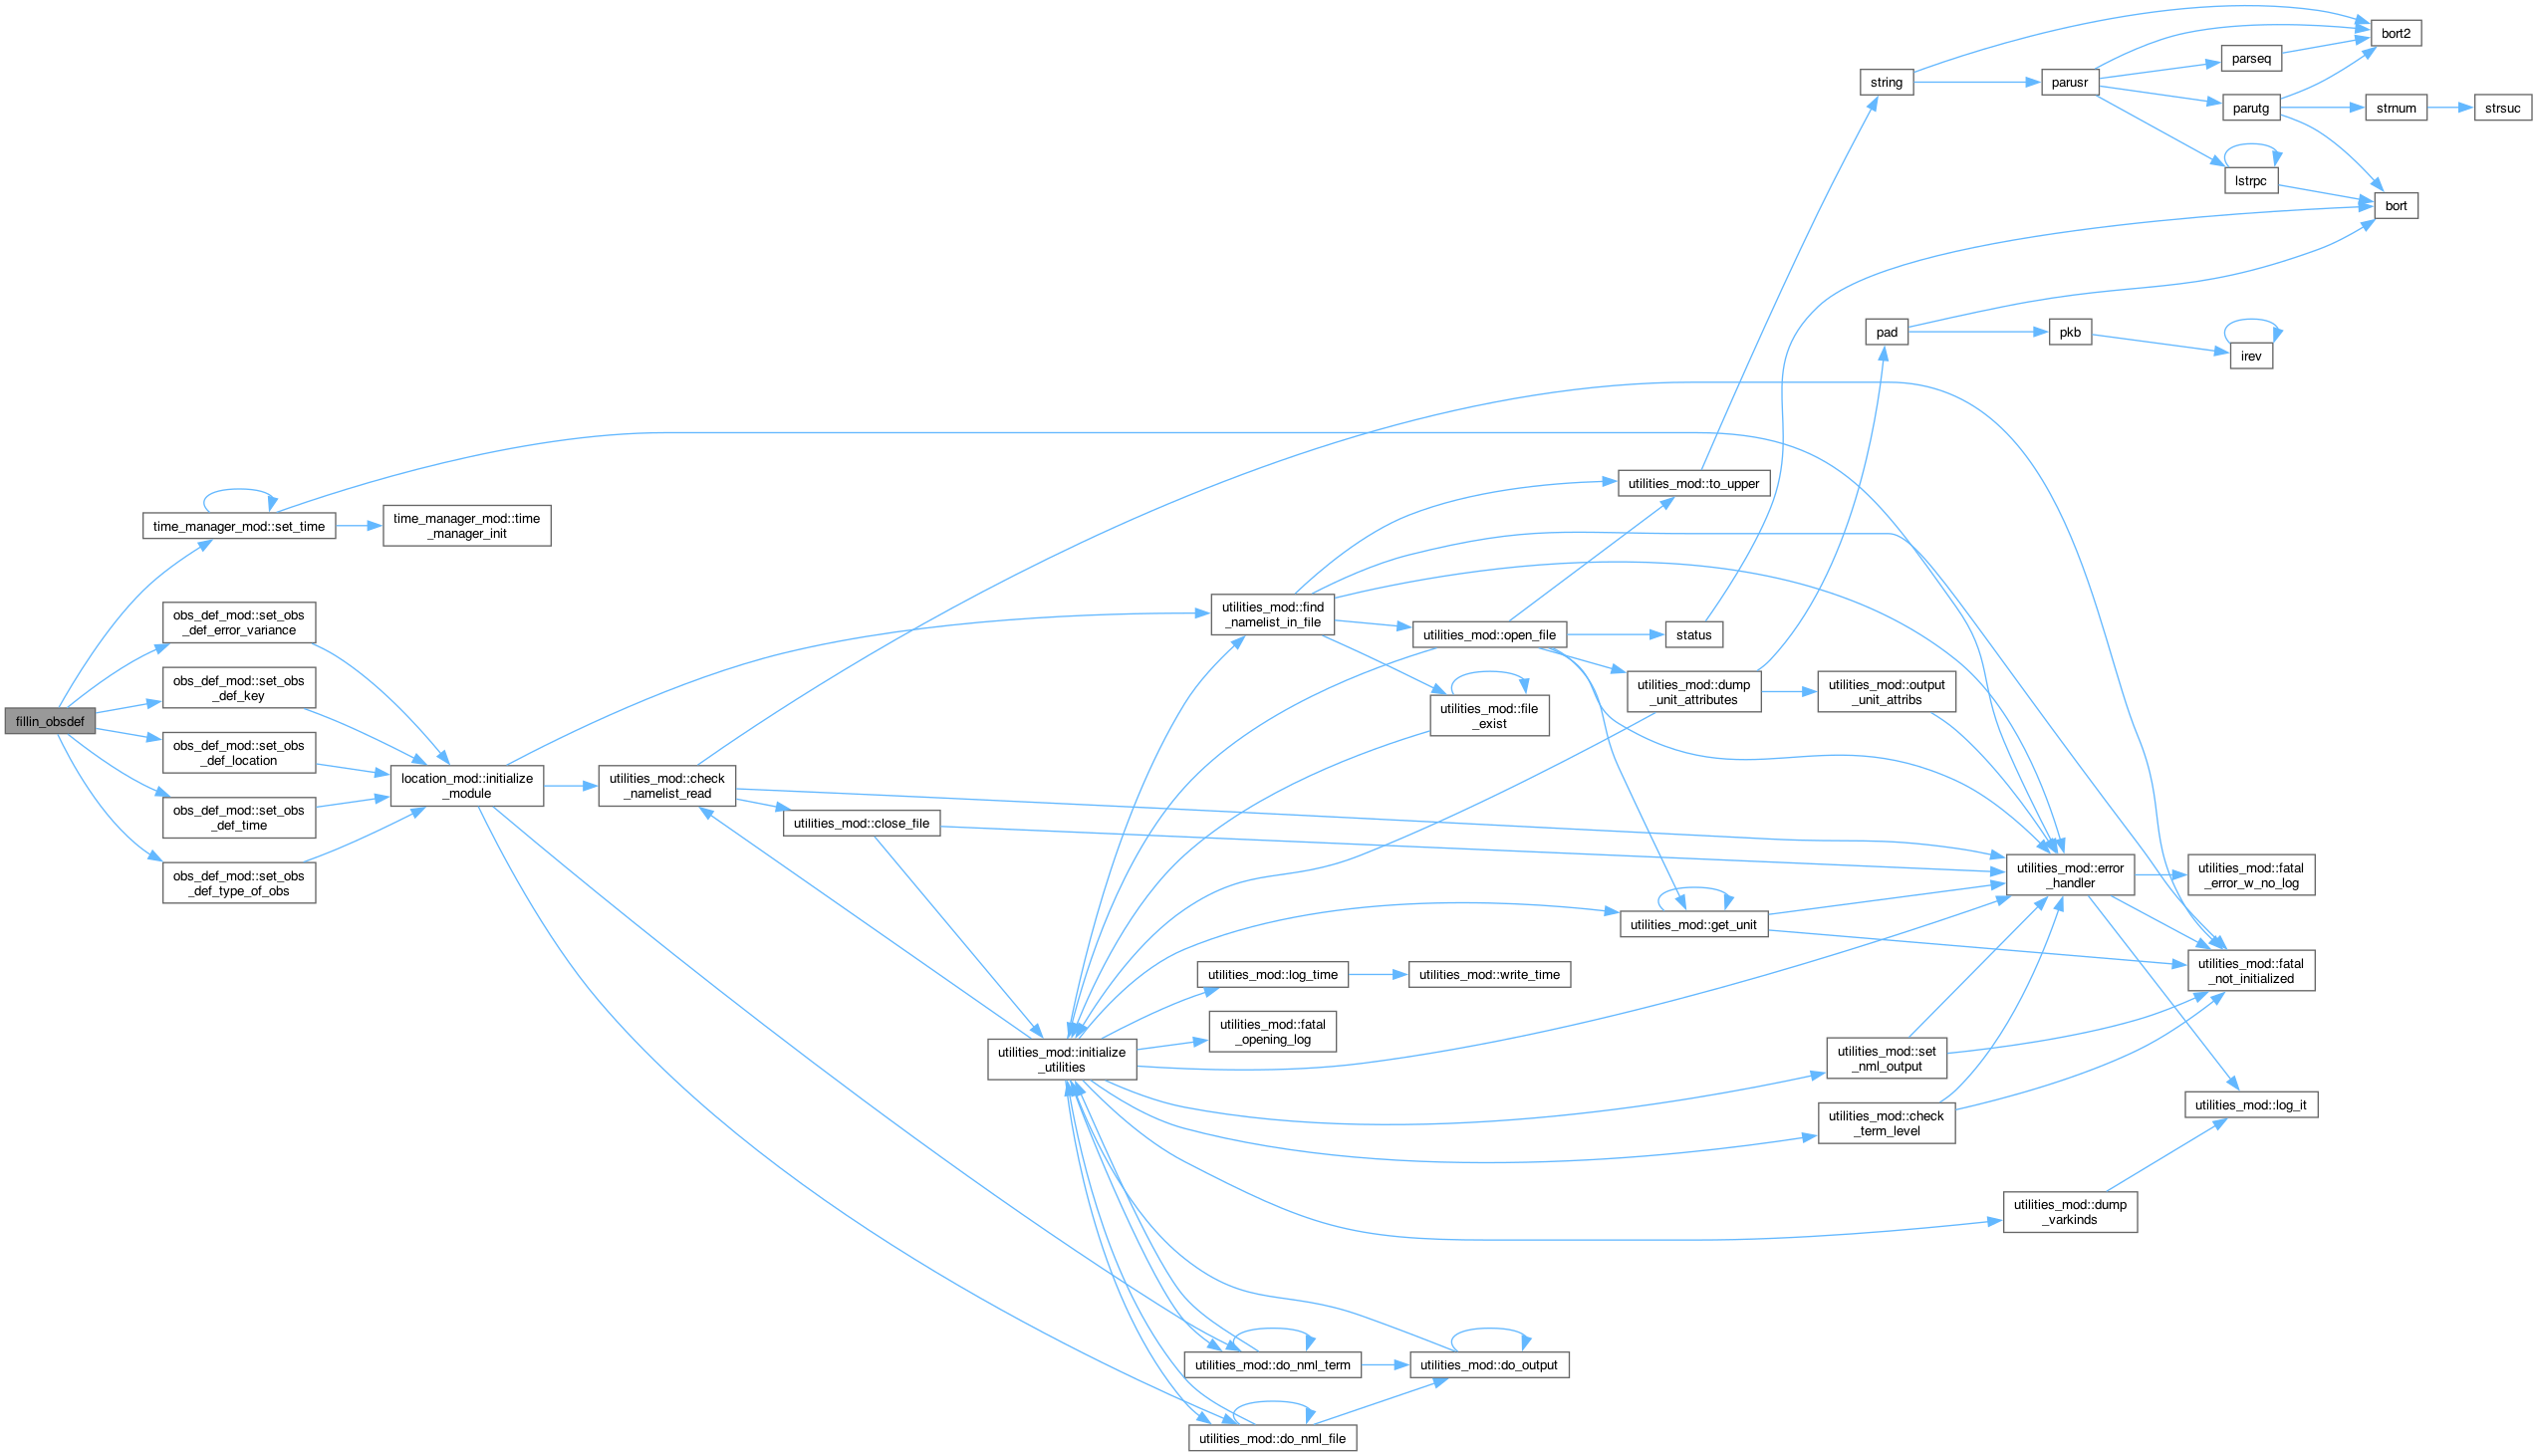 fillin_obsdef
time_manager_mod::set_time
time_manager_mod::time
_manager_init
obs_def_mod::set_obs
_def_error_variance
obs_def_mod::set_obs
_def_key
obs_def_mod::set_obs
_def_location
obs_def_mod::set_obs
_def_time
obs_def_mod::set_obs
_def_type_of_obs
location_mod::initialize
_module
utilities_mod::check
_namelist_read
utilities_mod::close_file
utilities_mod::initialize
_utilities
utilities_mod::find
_namelist_in_file
utilities_mod::log_time
utilities_mod::fatal
_opening_log
utilities_mod::do_nml_term
utilities_mod::do_nml_file
utilities_mod::open_file
utilities_mod::file
_exist
utilities_mod::write_time
utilities_mod::do_output
utilities_mod::to_upper
status
utilities_mod::dump
_unit_attributes
utilities_mod::get_unit
string
pad
utilities_mod::output
_unit_attribs
utilities_mod::set
_nml_output
utilities_mod::check
_term_level
parusr
pkb
utilities_mod::error
_handler
utilities_mod::dump
_varkinds
parseq
parutg
lstrpc
irev
utilities_mod::fatal
_error_w_no_log
utilities_mod::fatal
_not_initialized
utilities_mod::log_it
bort2
strnum
bort
strsuc